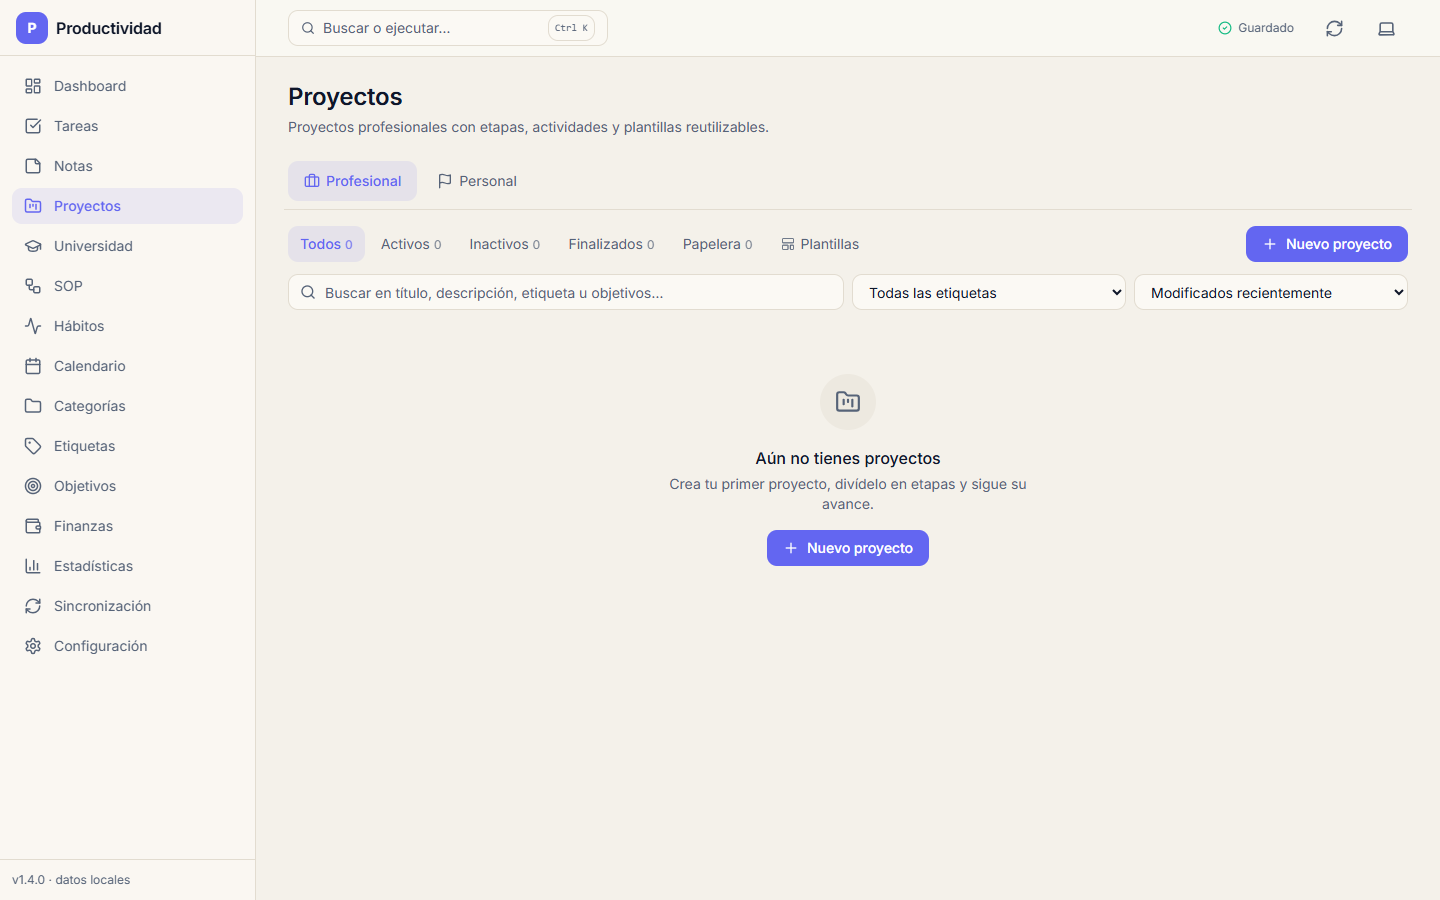 P Productividad
Buscar o ejecutar... Ctrl K
Guardado
Dashboard
Tareas
Notas
Proyectos
Universidad
SOP
Hábitos
Calendario
Categorías
Etiquetas
Objetivos
Finanzas
Estadísticas
Sincronización
Configuración
v1.4.0 · datos locales
Proyectos
Proyectos profesionales con etapas, actividades y plantillas reutilizables.
Profesional Personal
Todos 0 Activos 0 Inactivos 0 Finalizados 0 Papelera 0 Plantillas
Nuevo proyecto
Buscar en título, descripción, etiqueta u objetivos... Todas las etiquetas Modificados recientemente
Aún no tienes proyectos
Crea tu primer proyecto, divídelo en etapas y sigue su
avance.
Nuevo proyecto